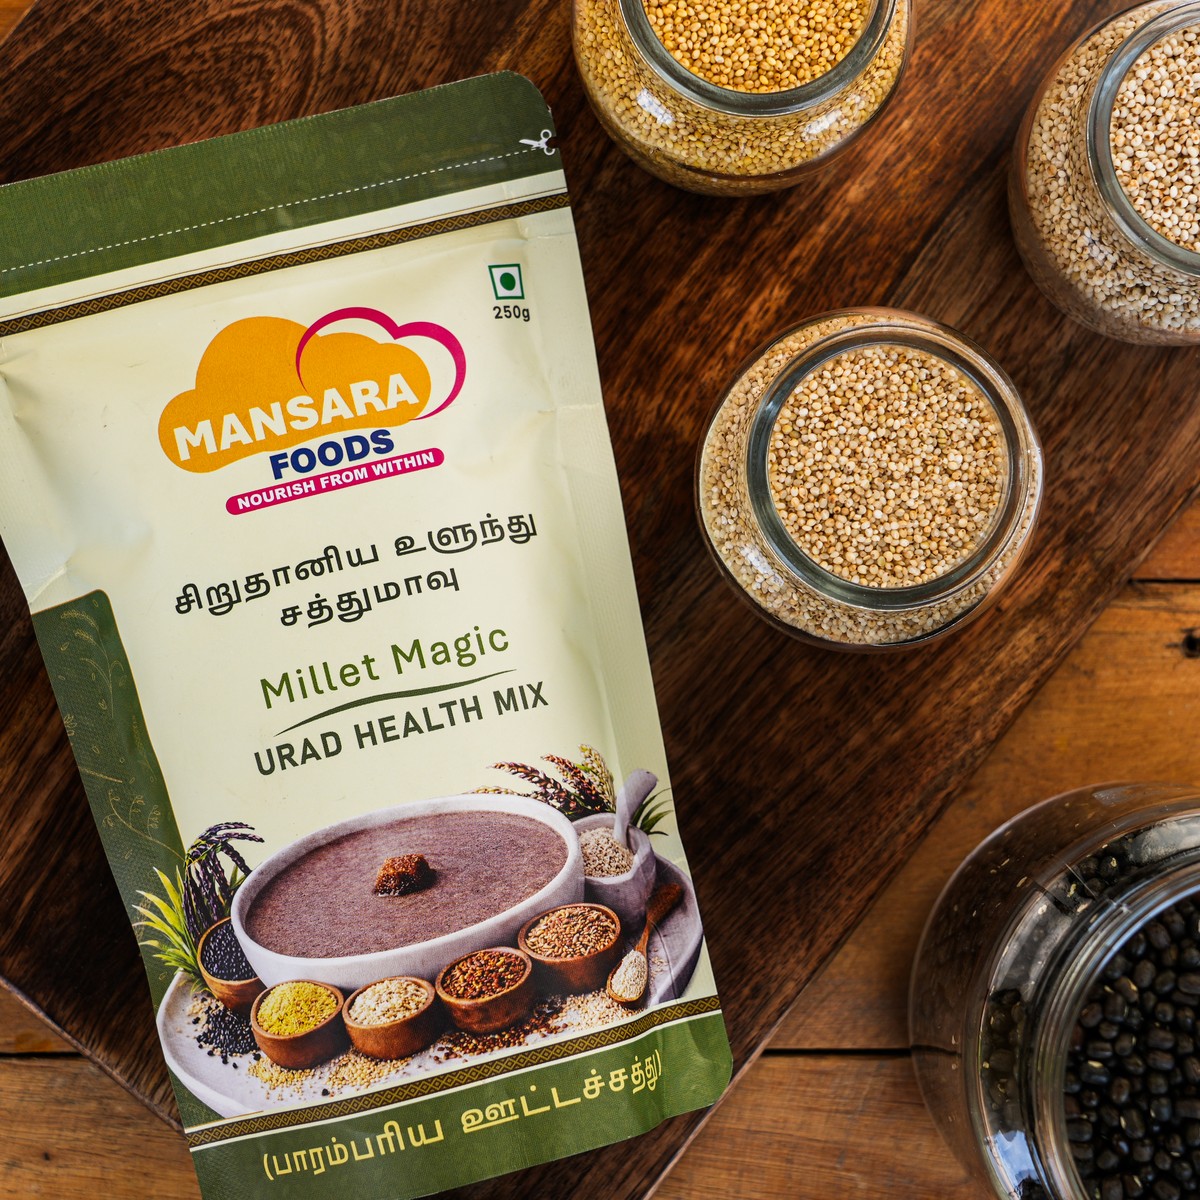 250g
MANSARA
FOODS
NOURISH FROM WITHIN
சிறுதானிய உளுந்து
சத்துமாவு
Millet Magic
URAD HEALTH MIX
(பாரம்பரிய ஊட்டச்சத்து)